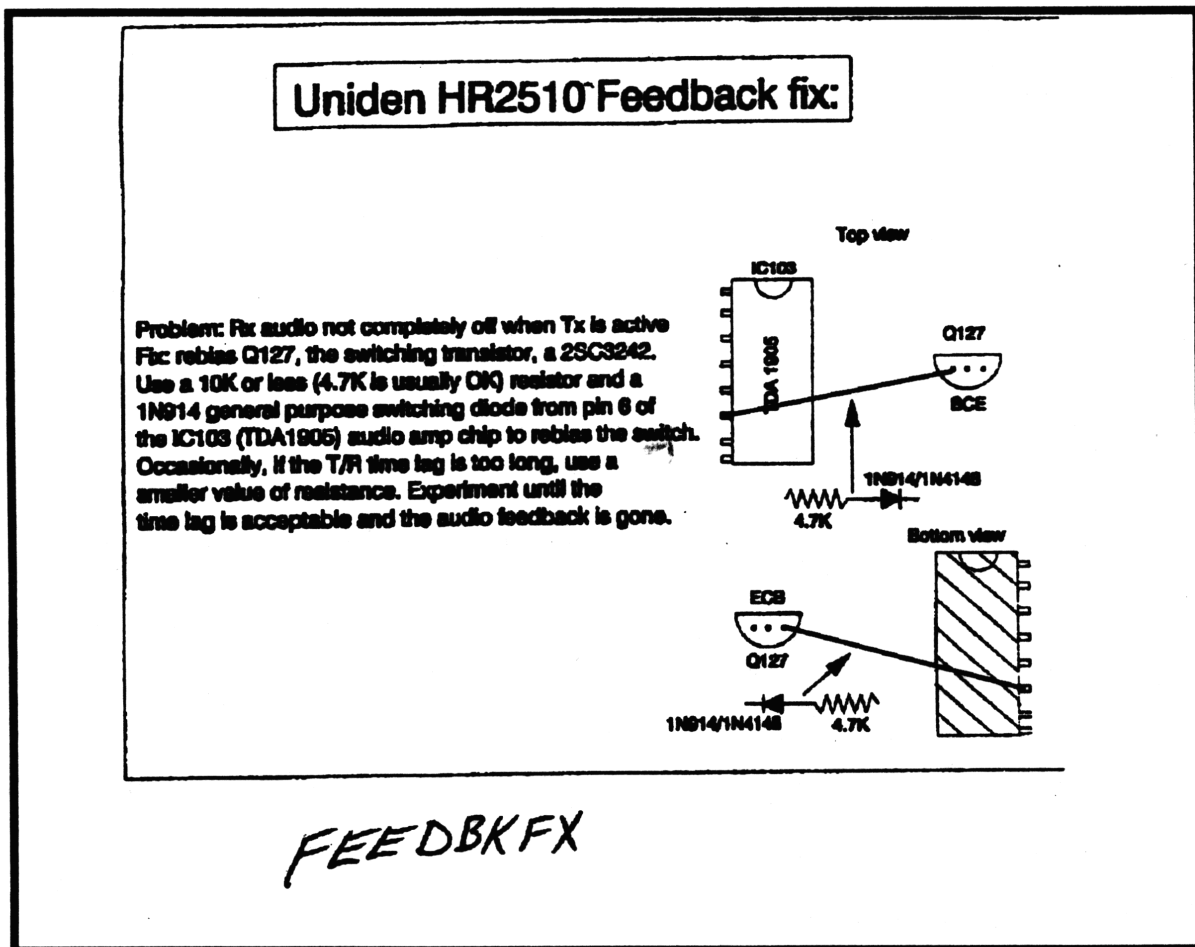 Uniden HR2510 Feedback fix:
Problem: Rx audio not completely off when Tx is active
Fix: rebias Q127, the switching transistor, a 2SC3242.
Use a 10K or less (4.7K is usually OK) resistor and a
1N914 general purpose switching diode from pin 6 of
the IC103 (TDA1905) audio amp chip to rebias the switch.
Occasionally, if the T/R time lag is too long, use a
smaller value of resistance. Experiment until the
time lag is acceptable and the audio feedback is gone.
Top view
IC103
TDA 1905
Q127
BCE
1N914/1N4148
4.7K
Bottom view
ECB
Q127
1N914/1N4148
4.7K
FEEDBKFX